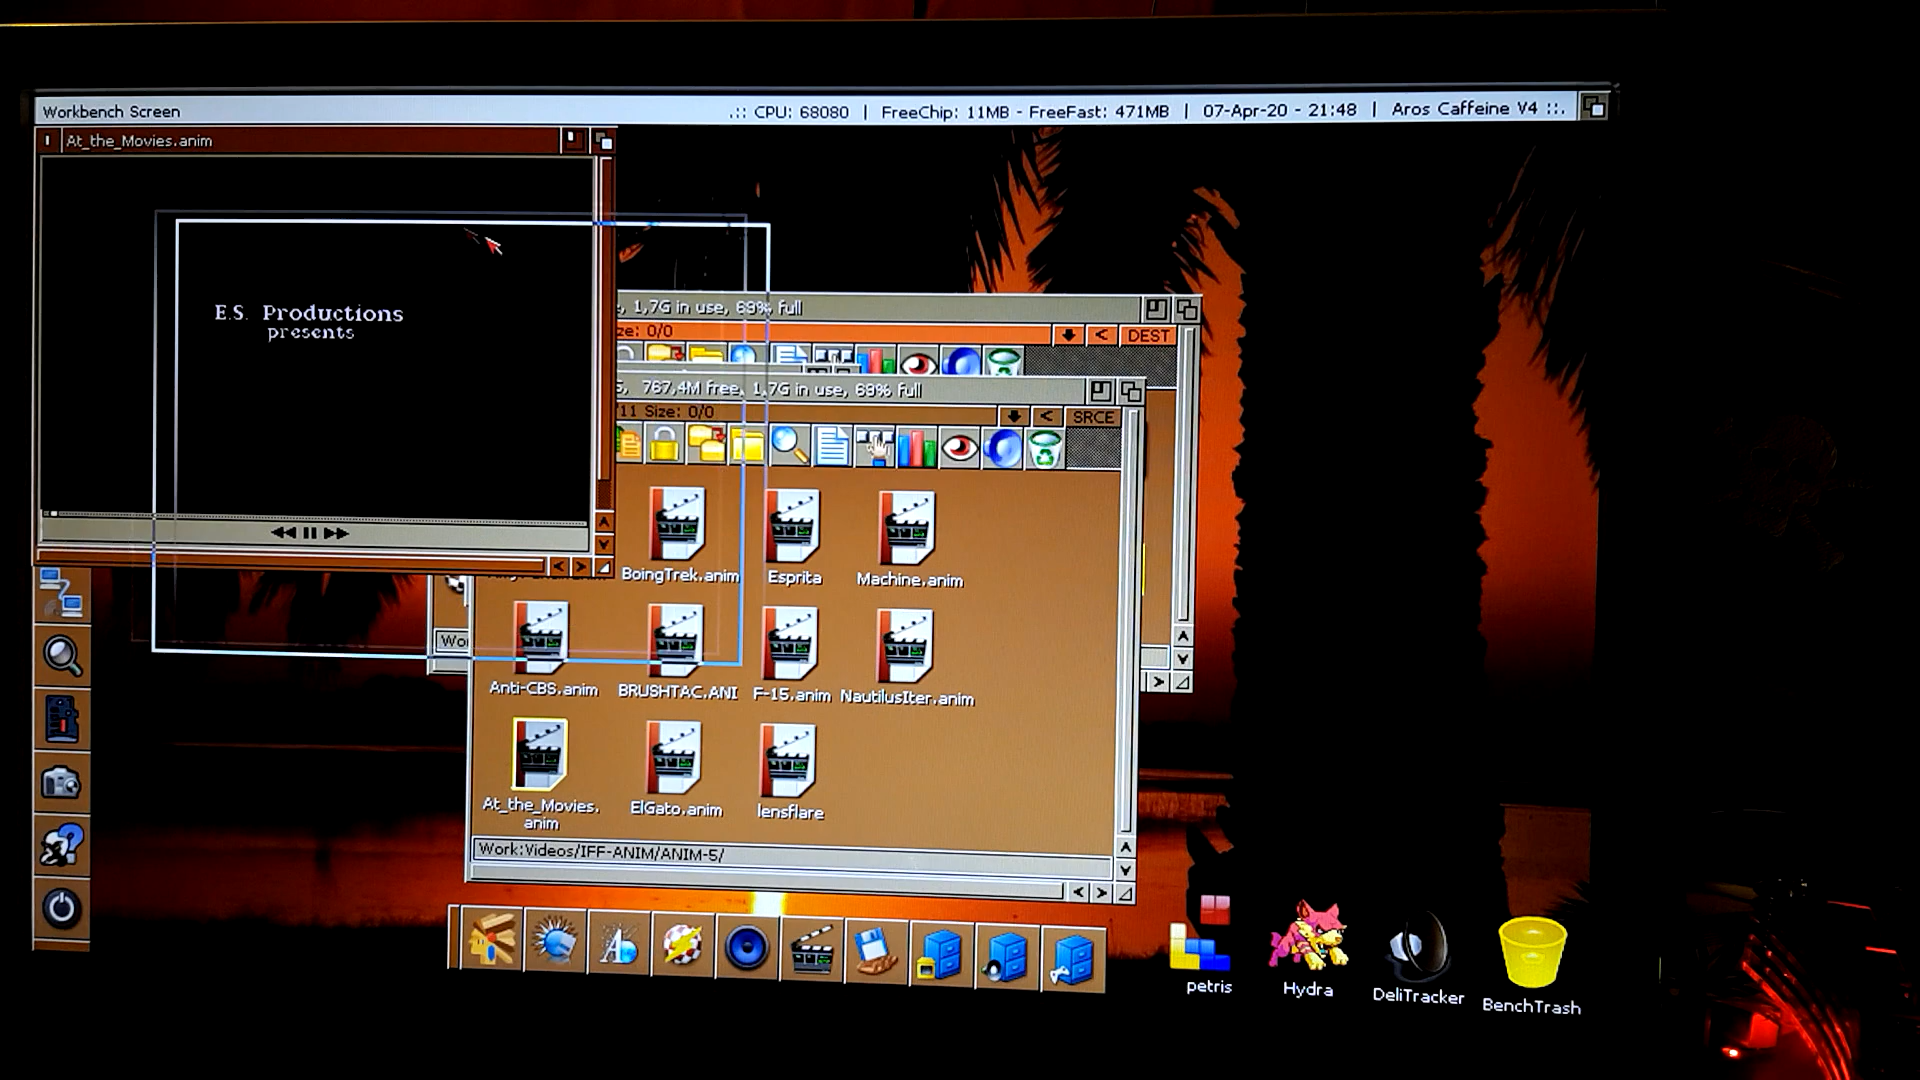 Workbench Screen
.:: CPU: 68080 | FreeChip: 11MB - FreeFast: 471MB | 07-Apr-20 - 21:48 | Aros Caffeine V4 ::.
At_the_Movies.anim
E.S. Productions
presents
, 1,7G in use, 69% full
ze: 0/0
DEST
767,4M free, 1,7G in use, 69% full
11 Size: 0/0
SRCE
BoingTrek.anim
Esprita
Machine.anim
Wo
Anti-CBS.anim
BRUSHTAC.ANI
F-15.anim
NautilusIter.anim
At_the_Movies.
anim
ElGato.anim
lensflare
Work:Videos/IFF-ANIM/ANIM-5/
petris
Hydra
DeliTracker
BenchTrash